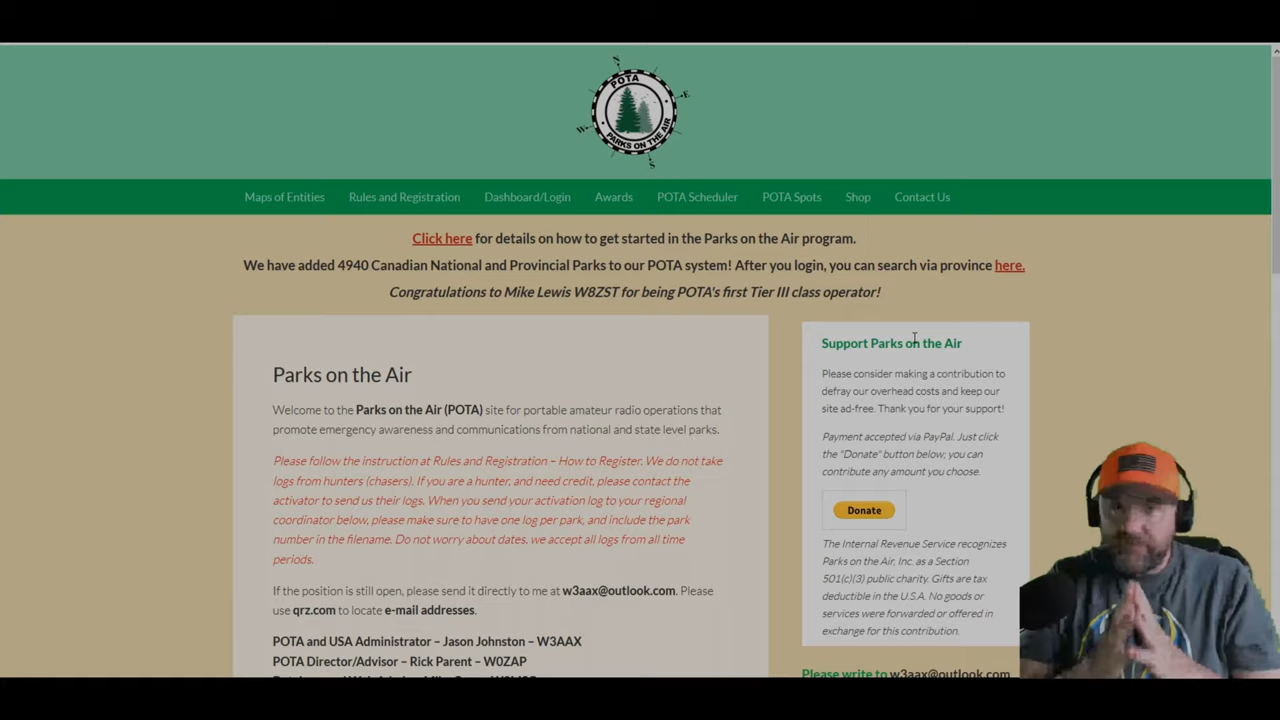 S
POTA
E
W
PARKS ON THE AIR
S
Maps of Entities Rules and Registration Dashboard/Login Awards POTA Scheduler POTA Spots Shop Contact Us
Click here for details on how to get started in the Parks on the Air program.
We have added 4940 Canadian National and Provincial Parks to our POTA system! After you login, you can search via province here.
Congratulations to Mike Lewis W8ZST for being POTA's first Tier III class operator!
Parks on the Air
Welcome to the Parks on the Air (POTA) site for portable amateur radio operations that
promote emergency awareness and communications from national and state level parks.
Please follow the instruction at Rules and Registration – How to Register. We do not take
logs from hunters (chasers). If you are a hunter, and need credit, please contact the
activator to send us their logs. When you send your activation log to your regional
coordinator below, please make sure to have one log per park, and include the park
number in the filename. Do not worry about dates, we accept all logs from all time
periods.
If the position is still open, please send it directly to me at w3aax@outlook.com. Please
use qrz.com to locate e-mail addresses.
POTA and USA Administrator – Jason Johnston – W3AAX
POTA Director/Advisor – Rick Parent – W0ZAP
Support Parks on the Air
Please consider making a contribution to
defray our overhead costs and keep our
site ad-free. Thank you for your support!
Payment accepted via PayPal. Just click
the "Donate" button below; you can
contribute any amount you choose.
Donate
The Internal Revenue Service recognizes
Parks on the Air, Inc. as a Section
501(c)(3) public charity. Gifts are tax
deductible in the U.S.A. No goods or
services were forwarded or offered in
exchange for this contribution.
Please write to w3aax@outlook.com